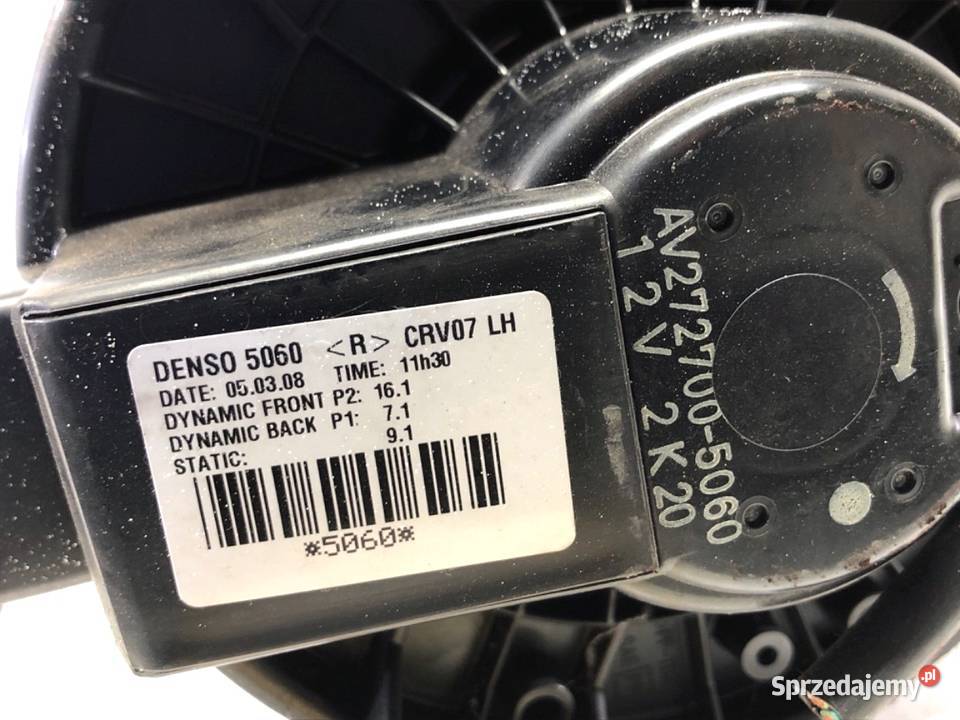 DENSO 5060 <R> CRV07 LH
DATE: 05.03.08 TIME: 11h30
DYNAMIC FRONT P2: 16.1
DYNAMIC BACK P1: 7.1
STATIC: 9.1
*5060*
AV272700-5060
12V 2K20
Sprzedajemy.pl